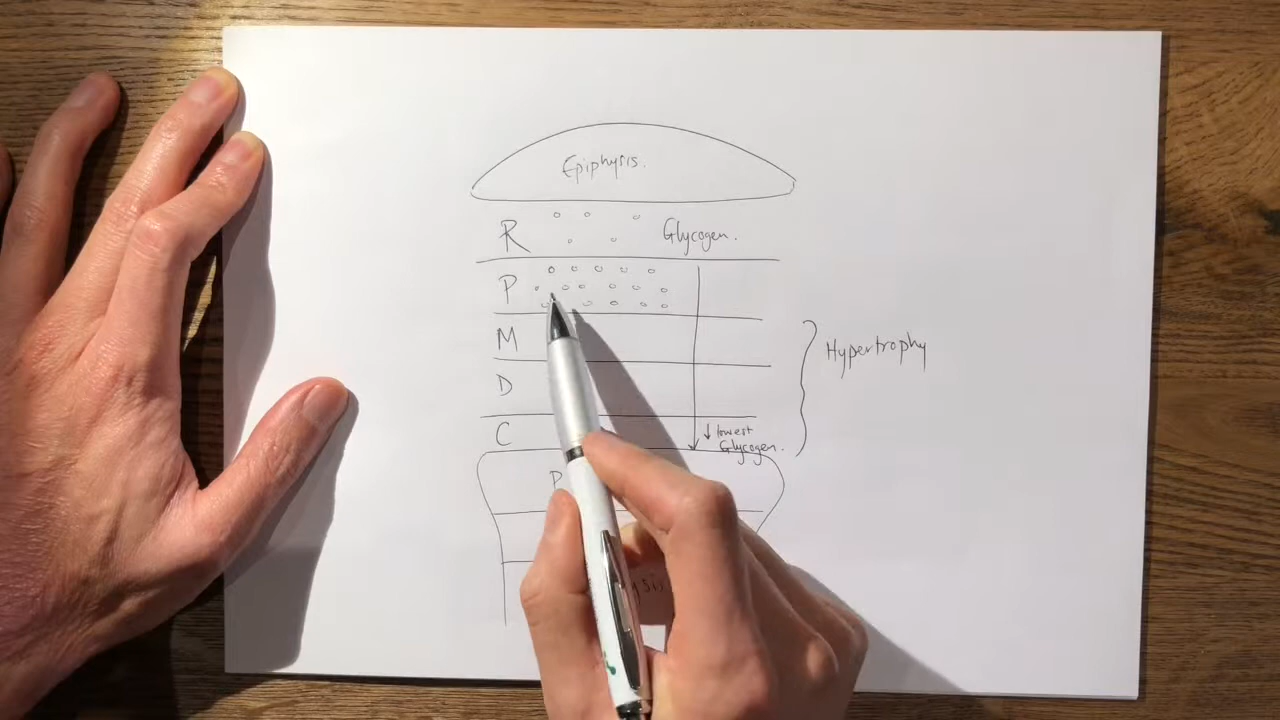 Epiphysis.
R Glycogen.
P
M
Hypertrophy
D
C ↓ lowest
Glycogen.
P